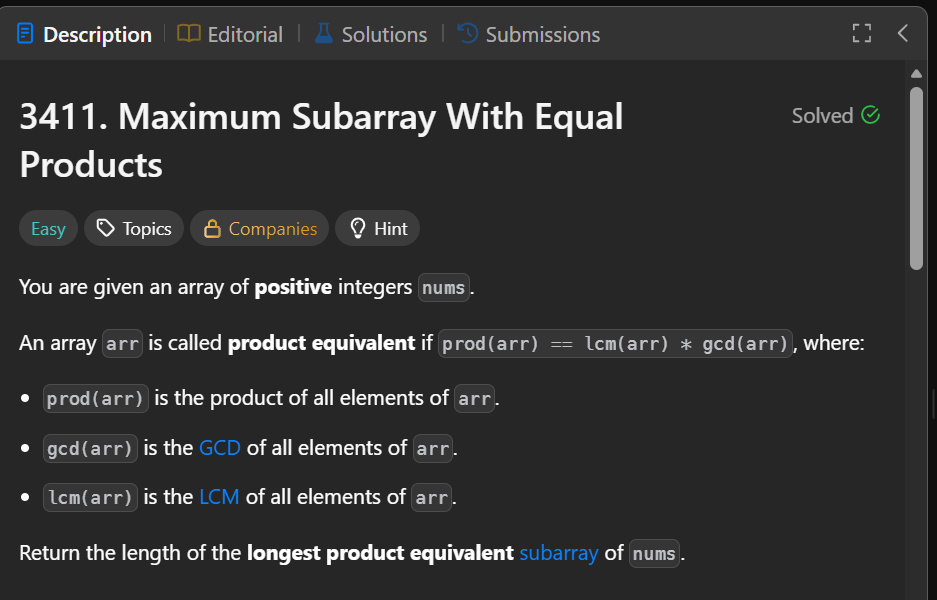 Description | Editorial | Solutions | Submissions
3411. Maximum Subarray With Equal
Products
Solved
Easy Topics Companies Hint
You are given an array of positive integers nums.
An array arr is called product equivalent if prod(arr) == lcm(arr) * gcd(arr), where:
• prod(arr) is the product of all elements of arr.
• gcd(arr) is the GCD of all elements of arr.
• lcm(arr) is the LCM of all elements of arr.
Return the length of the longest product equivalent subarray of nums.